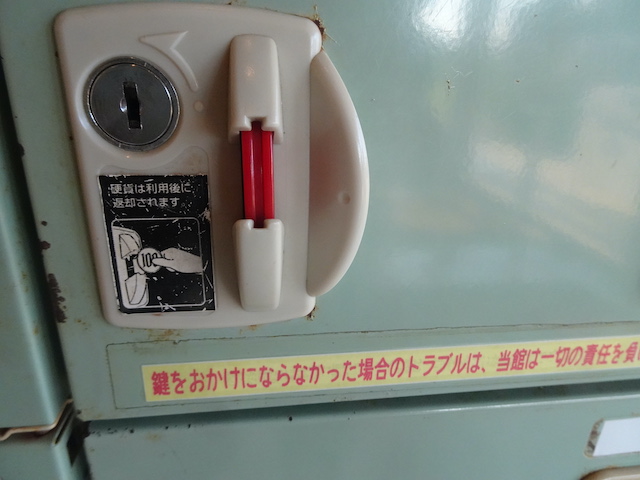 硬貨は利用後に
返却されます
100
鍵をおかけにならなかった場合のトラブルは、当館は一切の責任を負